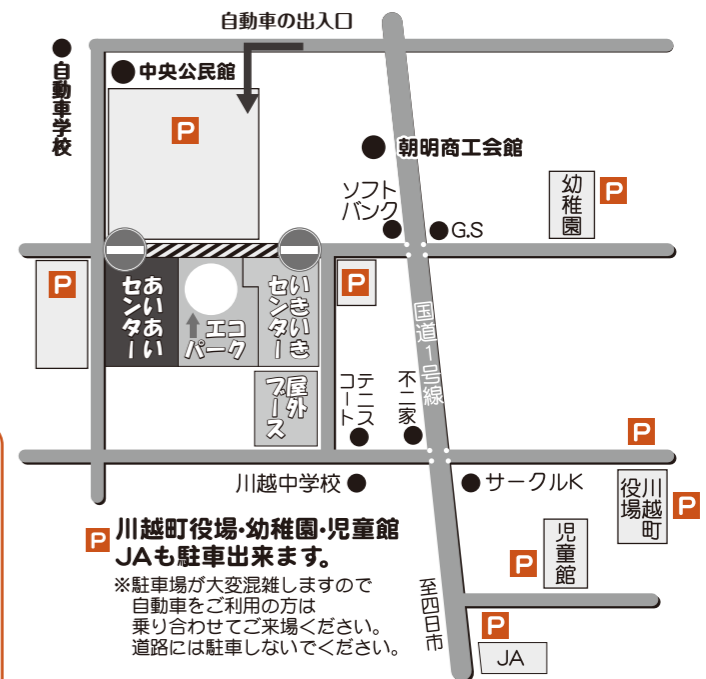 自動車の出入口
自動車学校
中央公民館
P
朝明商工会館
ソフト
バンク
G.S
幼稚園
P
P
あいあい
センター
エコ
パーク
いきいき
センター
P
国道1号線
屋外
ブース
テニス
コート
不二家
P
川越中学校
サークルK
川越町
役場
P
P 川越町役場・幼稚園・児童館
JAも駐車出来ます。
※駐車場が大変混雑しますので
自動車をご利用の方は
乗り合わせてご来場ください。
道路には駐車しないでください。
児童館
P
至四日市
P
JA